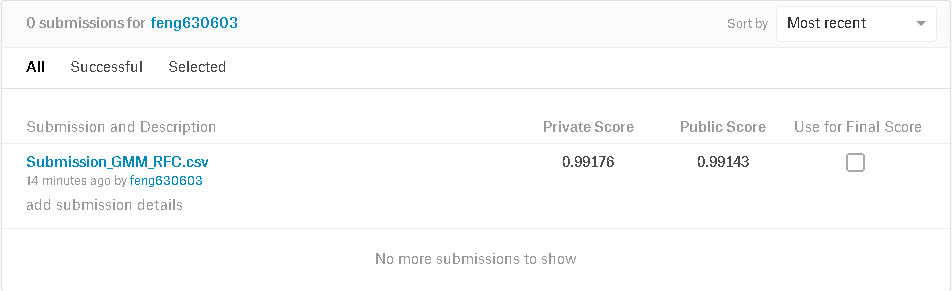 0 submissions for feng630603
Sort by Most recent
All Successful Selected
Submission and Description Private Score Public Score Use for Final Score
Submission_GMM_RFC.csv 0.99176 0.99143
14 minutes ago by feng630603
add submission details
No more submissions to show